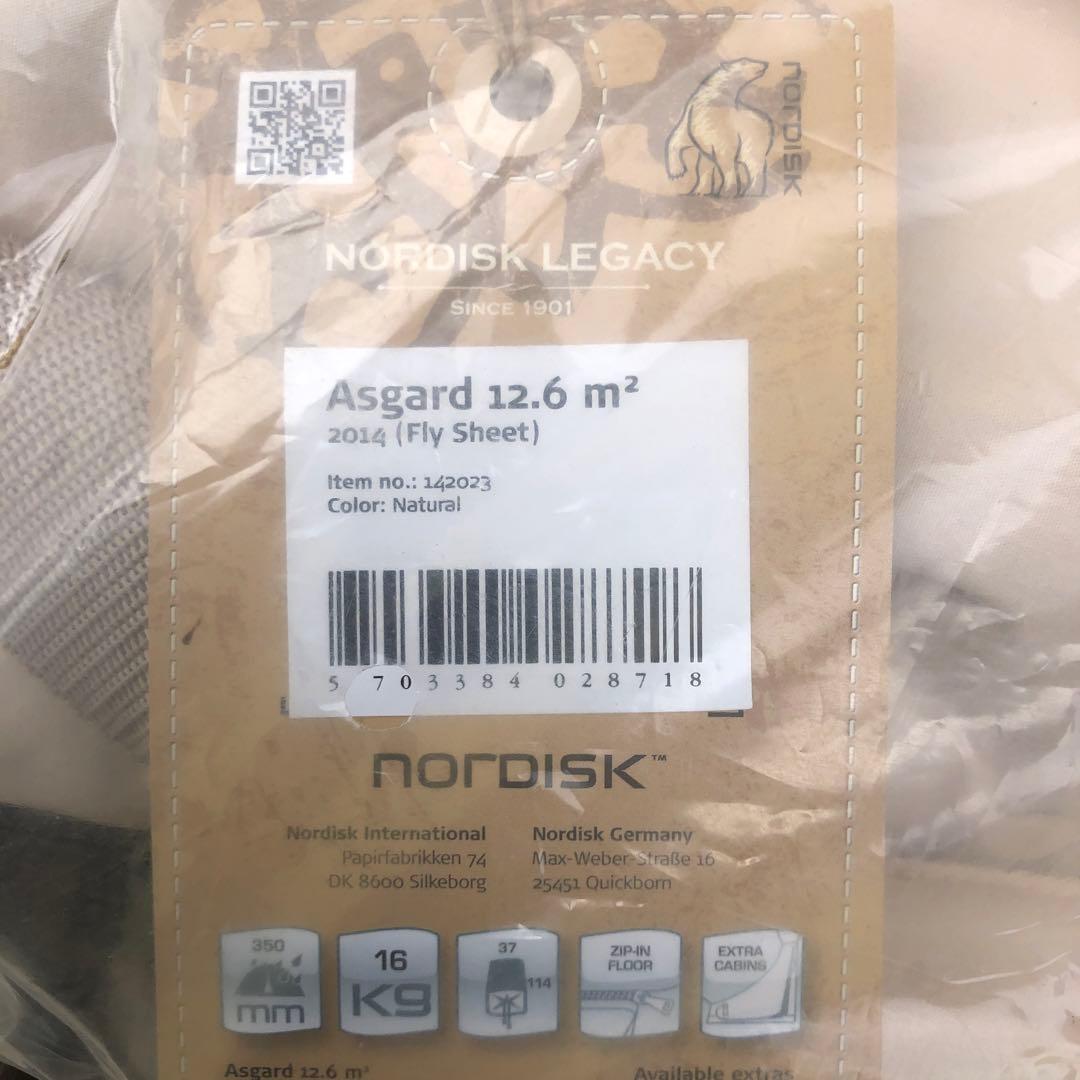 NORDISK
NORDISK LEGACY
SINCE 1901
Asgard 12.6 m²
2014 (Fly Sheet)
Item no.: 142023
Color: Natural
5 703384 028718
NORDISK™
Nordisk International
Papirfabrikken 74
DK 8600 Silkeborg
Nordisk Germany
Max-Weber-Straße 16
25451 Quickborn
350
mm
16
KG
37
114
ZIP-IN
FLOOR
EXTRA
CABINS
Asgard 12.6 m²
Available extras